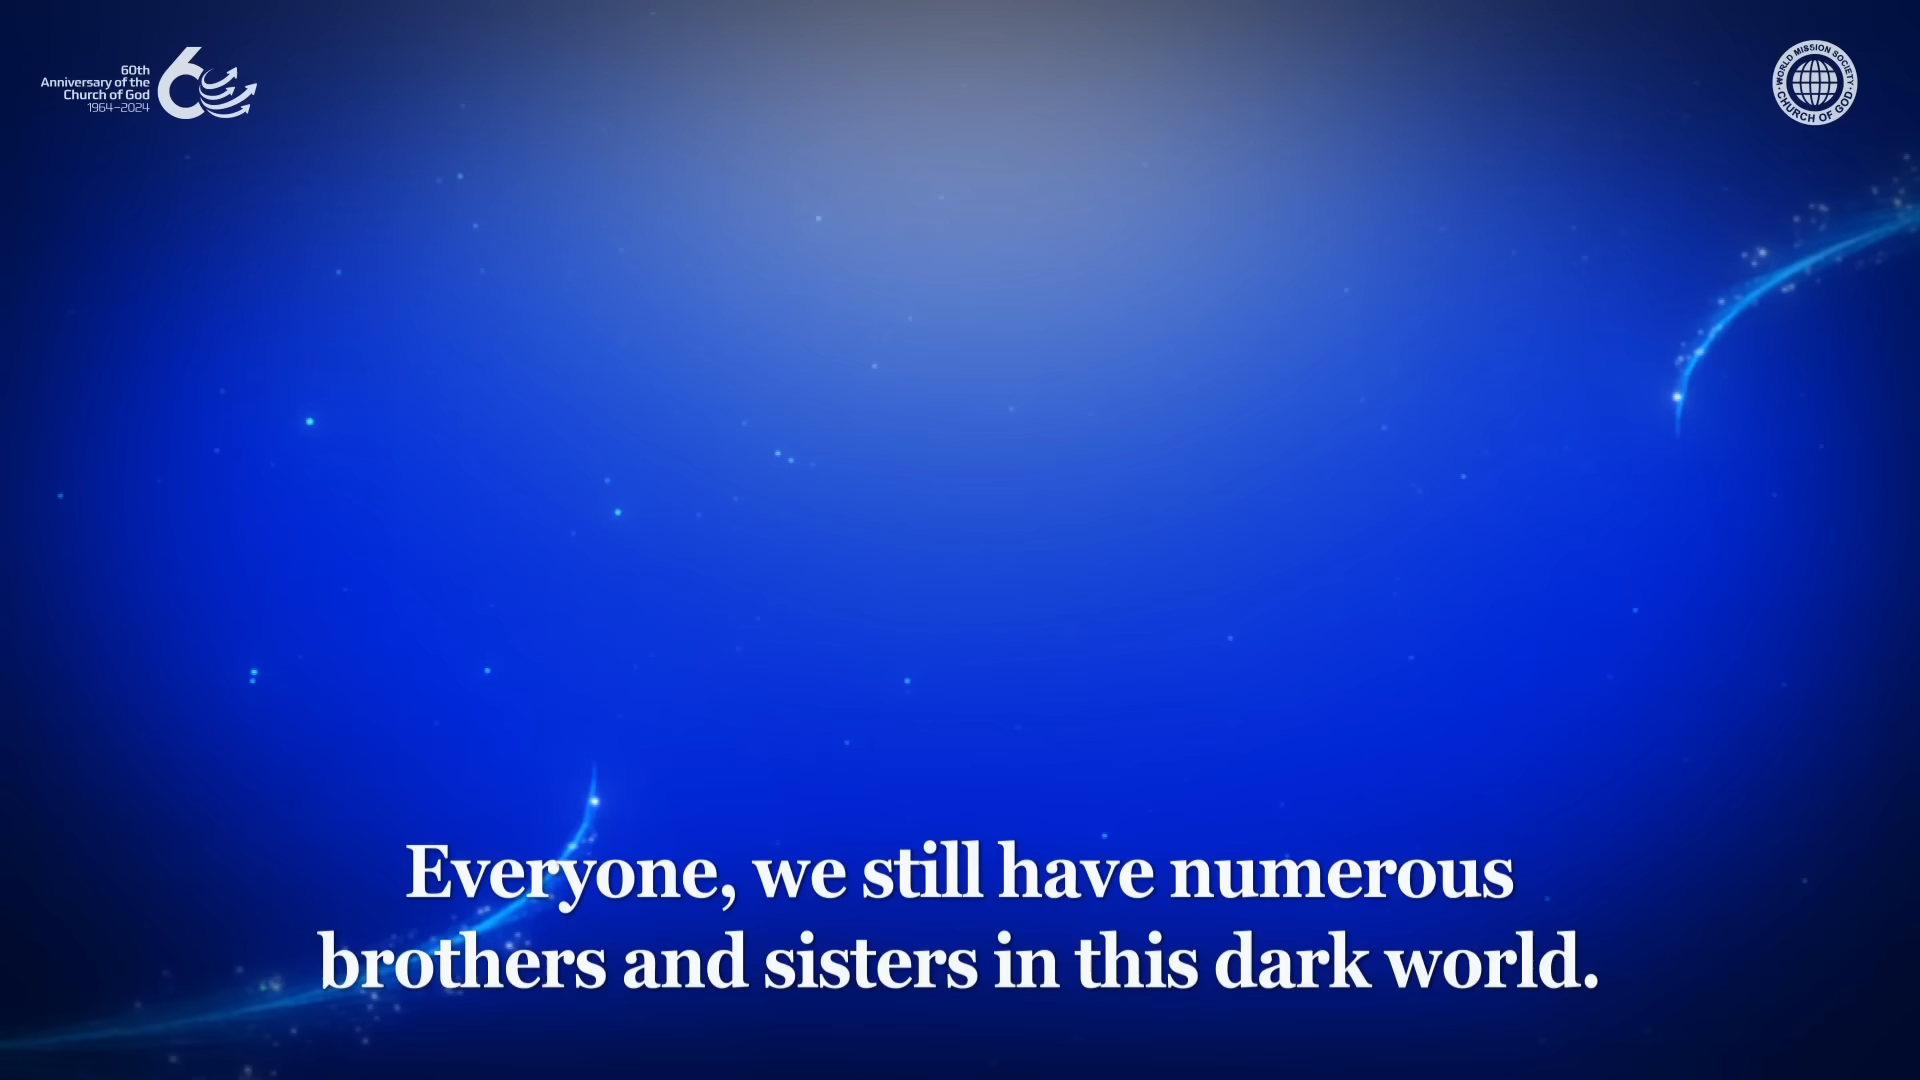 60th
Anniversary of the
Church of God
1964–2024
60
WORLD MISSION SOCIETY
CHURCH OF GOD
Everyone, we still have numerous
brothers and sisters in this dark world.